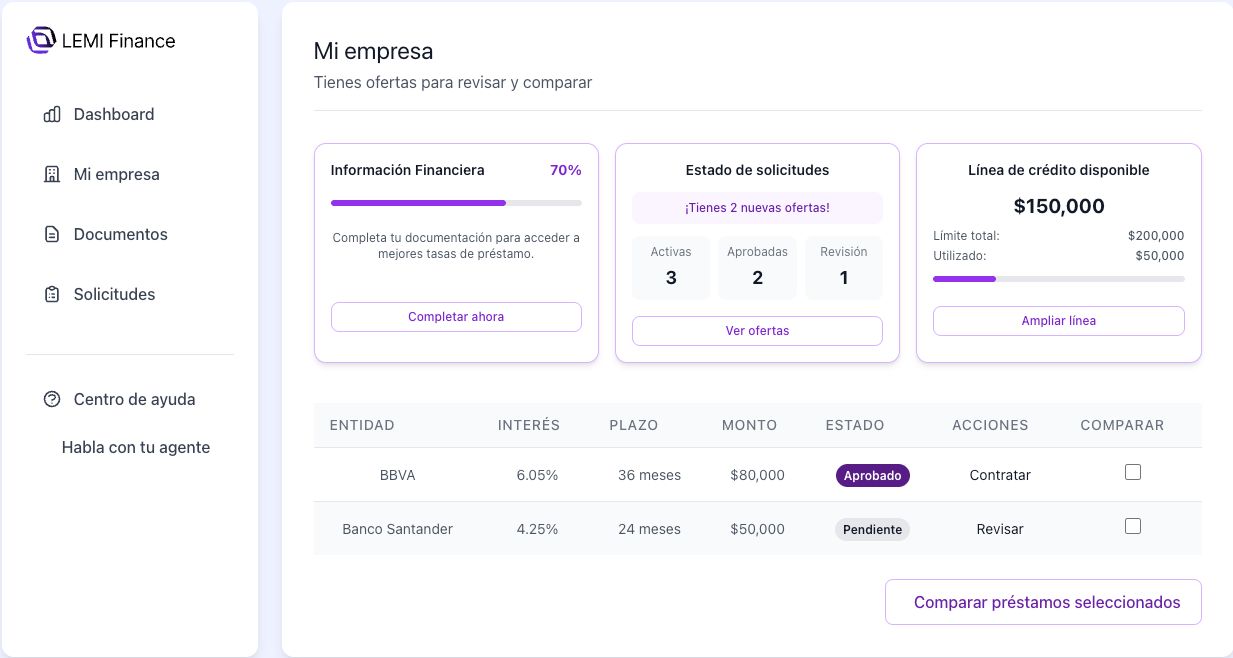 LEMI Finance
Dashboard
Mi empresa
Documentos
Solicitudes
Centro de ayuda
Habla con tu agente
Mi empresa
Tienes ofertas para revisar y comparar
Información Financiera 70%
Completa tu documentación para acceder a
mejores tasas de préstamo.
Completar ahora
Estado de solicitudes
¡Tienes 2 nuevas ofertas!
Activas Aprobadas Revisión
3 2 1
Ver ofertas
Línea de crédito disponible
$150,000
Límite total: $200,000
Utilizado: $50,000
Ampliar línea
ENTIDAD INTERÉS PLAZO MONTO ESTADO ACCIONES COMPARAR
BBVA 6.05% 36 meses $80,000 Aprobado Contratar
Banco Santander 4.25% 24 meses $50,000 Pendiente Revisar
Comparar préstamos seleccionados